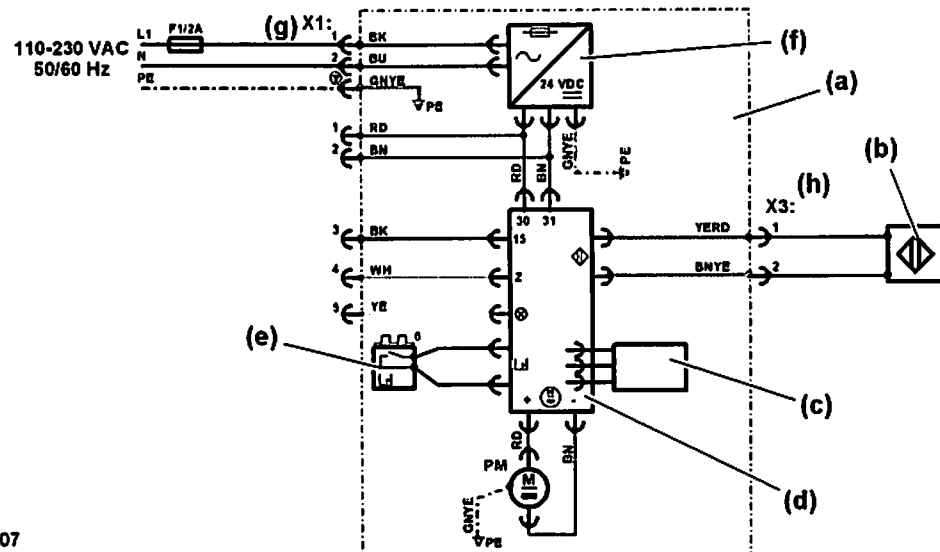 L1
F1/2A
(g) X1:
1
BK
110-230 VAC
50/60 Hz
N
2
BU
PE
GNYE
PE
24 VDC
(f)
(a)
1
RD
2
BN
RD
BN
GNYE
PE
(b)
(h)
X3:
30
31
3
BK
15
YERD
1
4
WH
2
BNYE
2
5
YE
(e)
6
(c)
+
-
RD
BN
(d)
PM
M
GNYE
PE
07